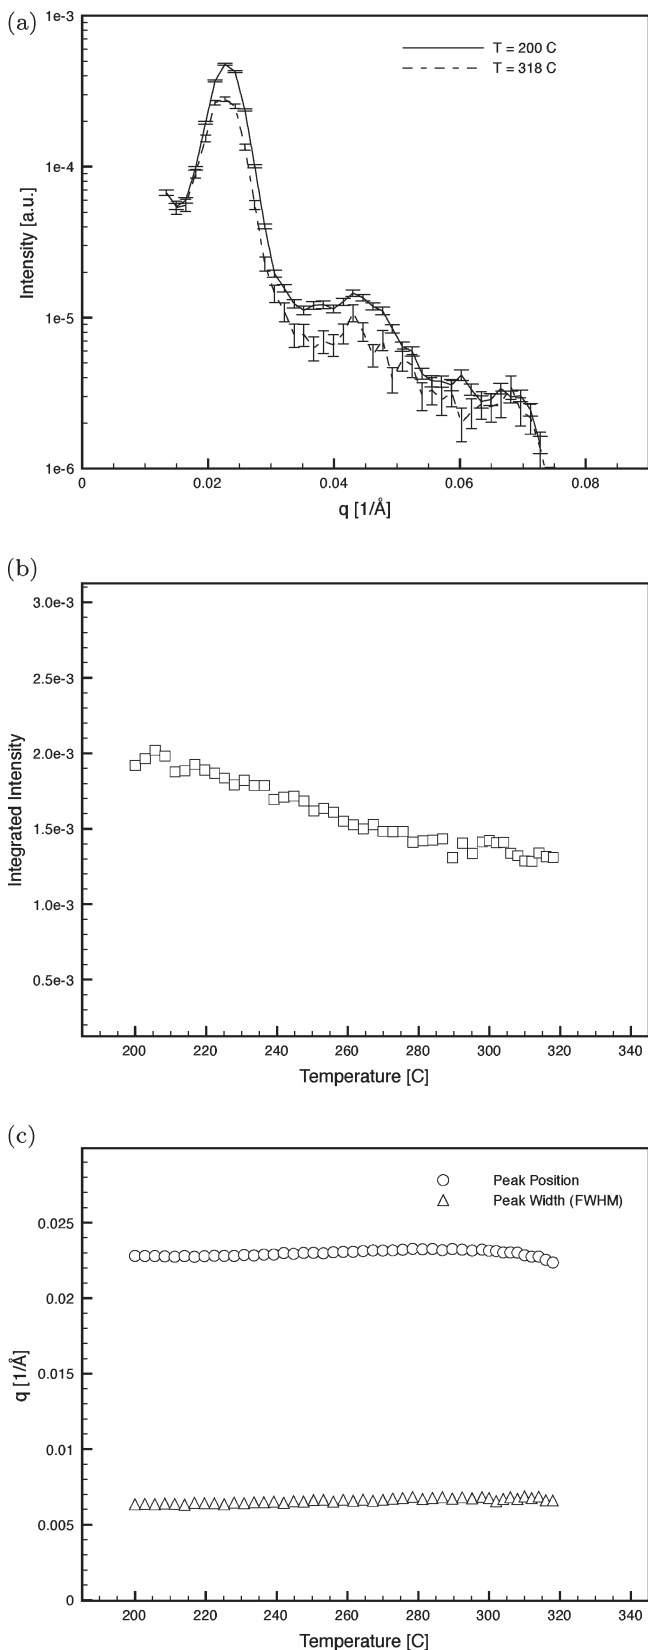 (a)
1e-3
T = 200 C
T = 318 C
1e-4
Intensity [a.u.]
1e-5
1e-6
0 0.02 0.04 0.06 0.08
q [1/Å]
(b)
3.0e-3
2.5e-3
2.0e-3
Integrated Intensity
1.5e-3
1.0e-3
0.5e-3
200 220 240 260 280 300 320 340
Temperature [C]
(c)
Peak Position
Peak Width (FWHM)
0.025
0.02
0.015
q [1/Å]
0.01
0.005
0
200 220 240 260 280 300 320 340
Temperature [C]